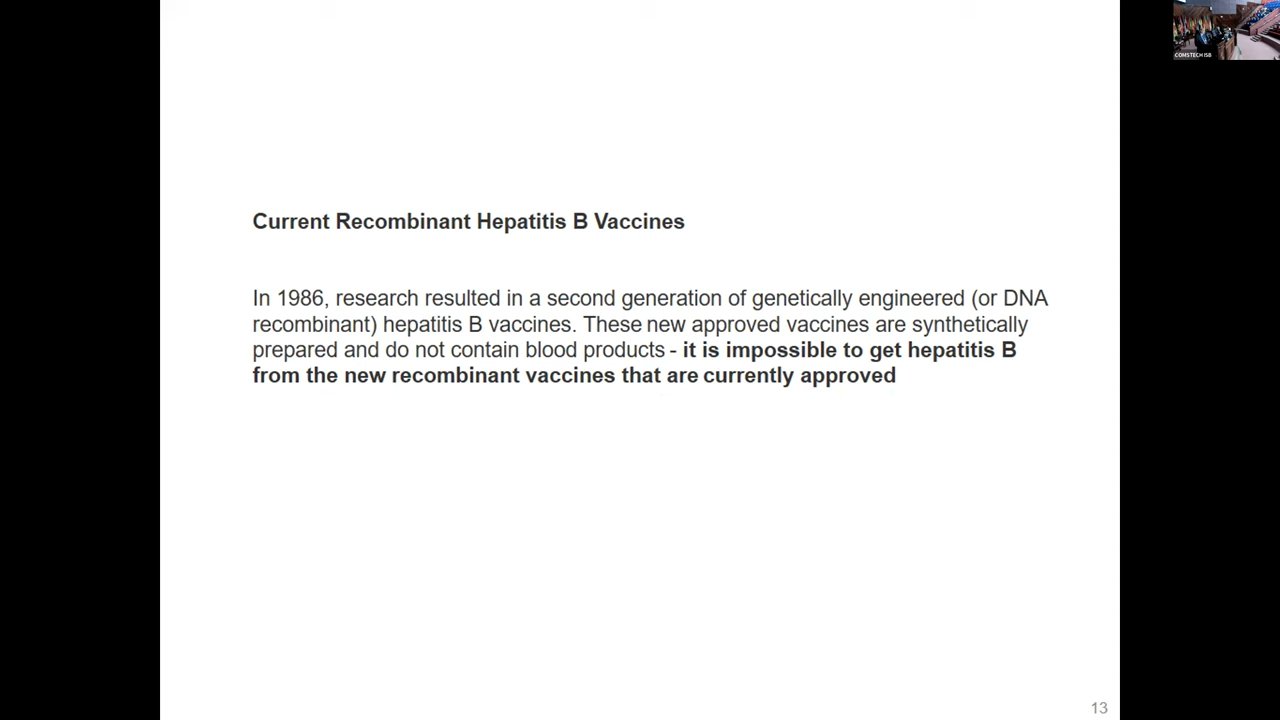 COMSTECH ISB
Current Recombinant Hepatitis B Vaccines
In 1986, research resulted in a second generation of genetically engineered (or DNA
recombinant) hepatitis B vaccines. These new approved vaccines are synthetically
prepared and do not contain blood products - it is impossible to get hepatitis B
from the new recombinant vaccines that are currently approved
13